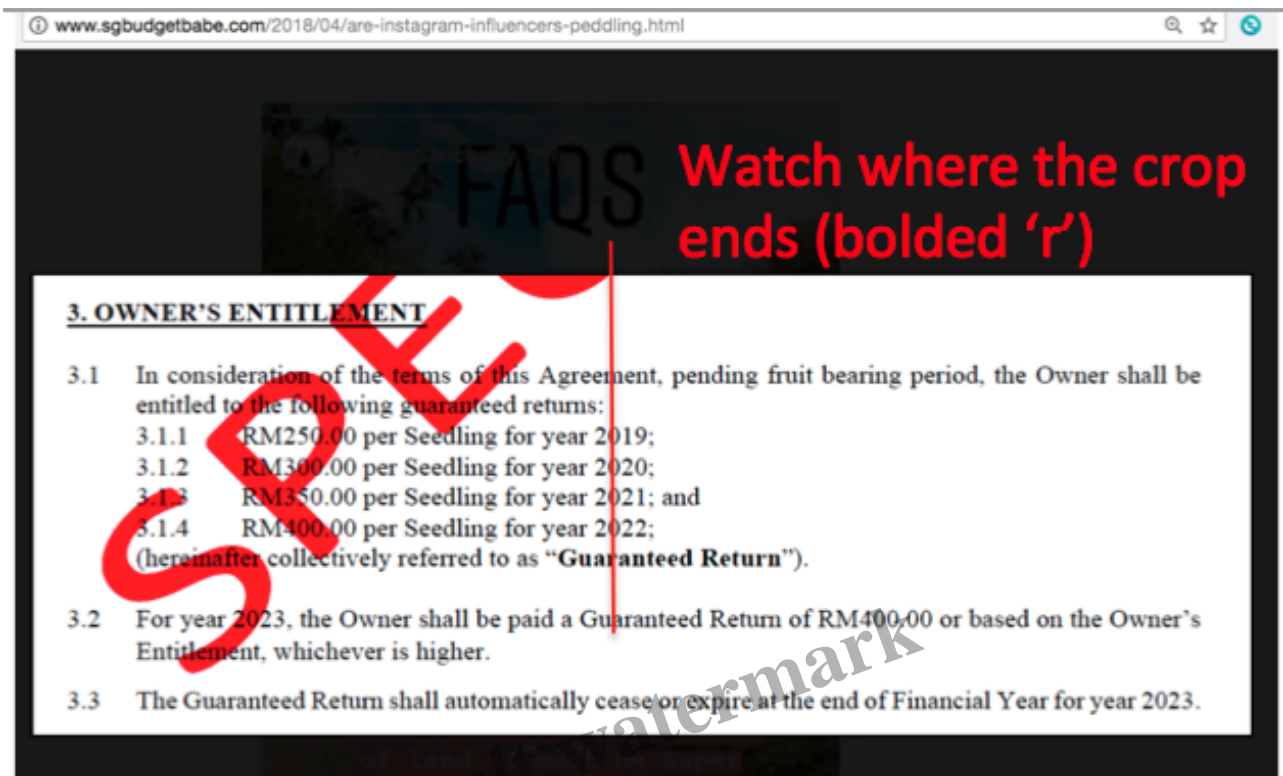 www.sgbudgetbabe.com/2018/04/are-instagram-influencers-peddling.html
FAQS
Watch where the crop
ends (bolded ‘r’)
3. OWNER’S ENTITLEMENT
3.1 In consideration of the terms of this Agreement, pending fruit bearing period, the Owner shall be
entitled to the following guaranteed returns:
3.1.1 RM250.00 per Seedling for year 2019;
3.1.2 RM300.00 per Seedling for year 2020;
3.1.3 RM350.00 per Seedling for year 2021; and
3.1.4 RM400.00 per Seedling for year 2022;
(hereinafter collectively referred to as “Guaranteed Return”).
3.2 For year 2023, the Owner shall be paid a Guaranteed Return of RM400.00 or based on the Owner’s
Entitlement, whichever is higher.
3.3 The Guaranteed Return shall automatically cease or expire at the end of Financial Year for year 2023.
SPE
watermark